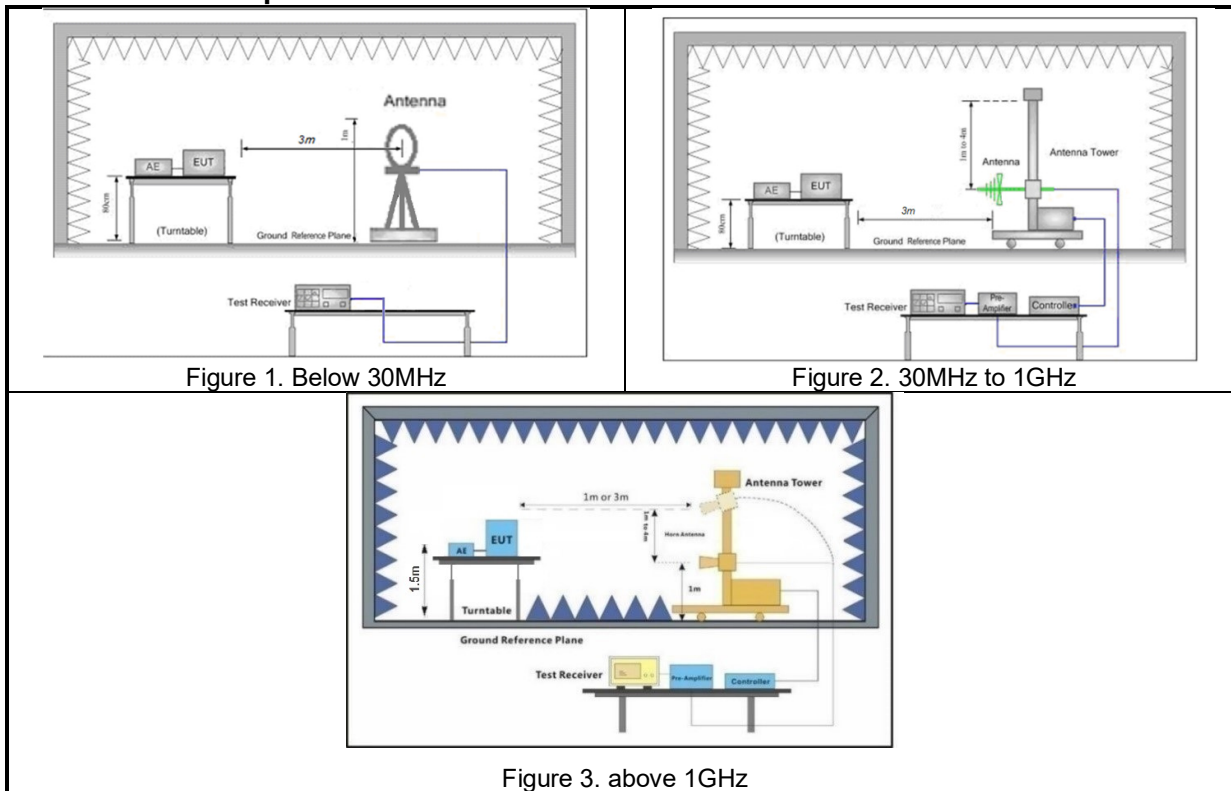 Antenna
3m
1m
AE
EUT
80cm
(Turntable)
Ground Reference Plane
Test Receiver
Figure 1. Below 30MHz
1m to 4m
Antenna
Antenna Tower
AE
EUT
3m
80cm
(Turntable)
Ground Reference Plane
Test Receiver
Pre-
Amplifier
Controller
Figure 2. 30MHz to 1GHz
Antenna Tower
1m or 3m
1m to 4m
Horn Antenna
EUT
AE
1.5m
1m
Turntable
Ground Reference Plane
Test Receiver
Pre-Amplifier
Controller
Figure 3. above 1GHz